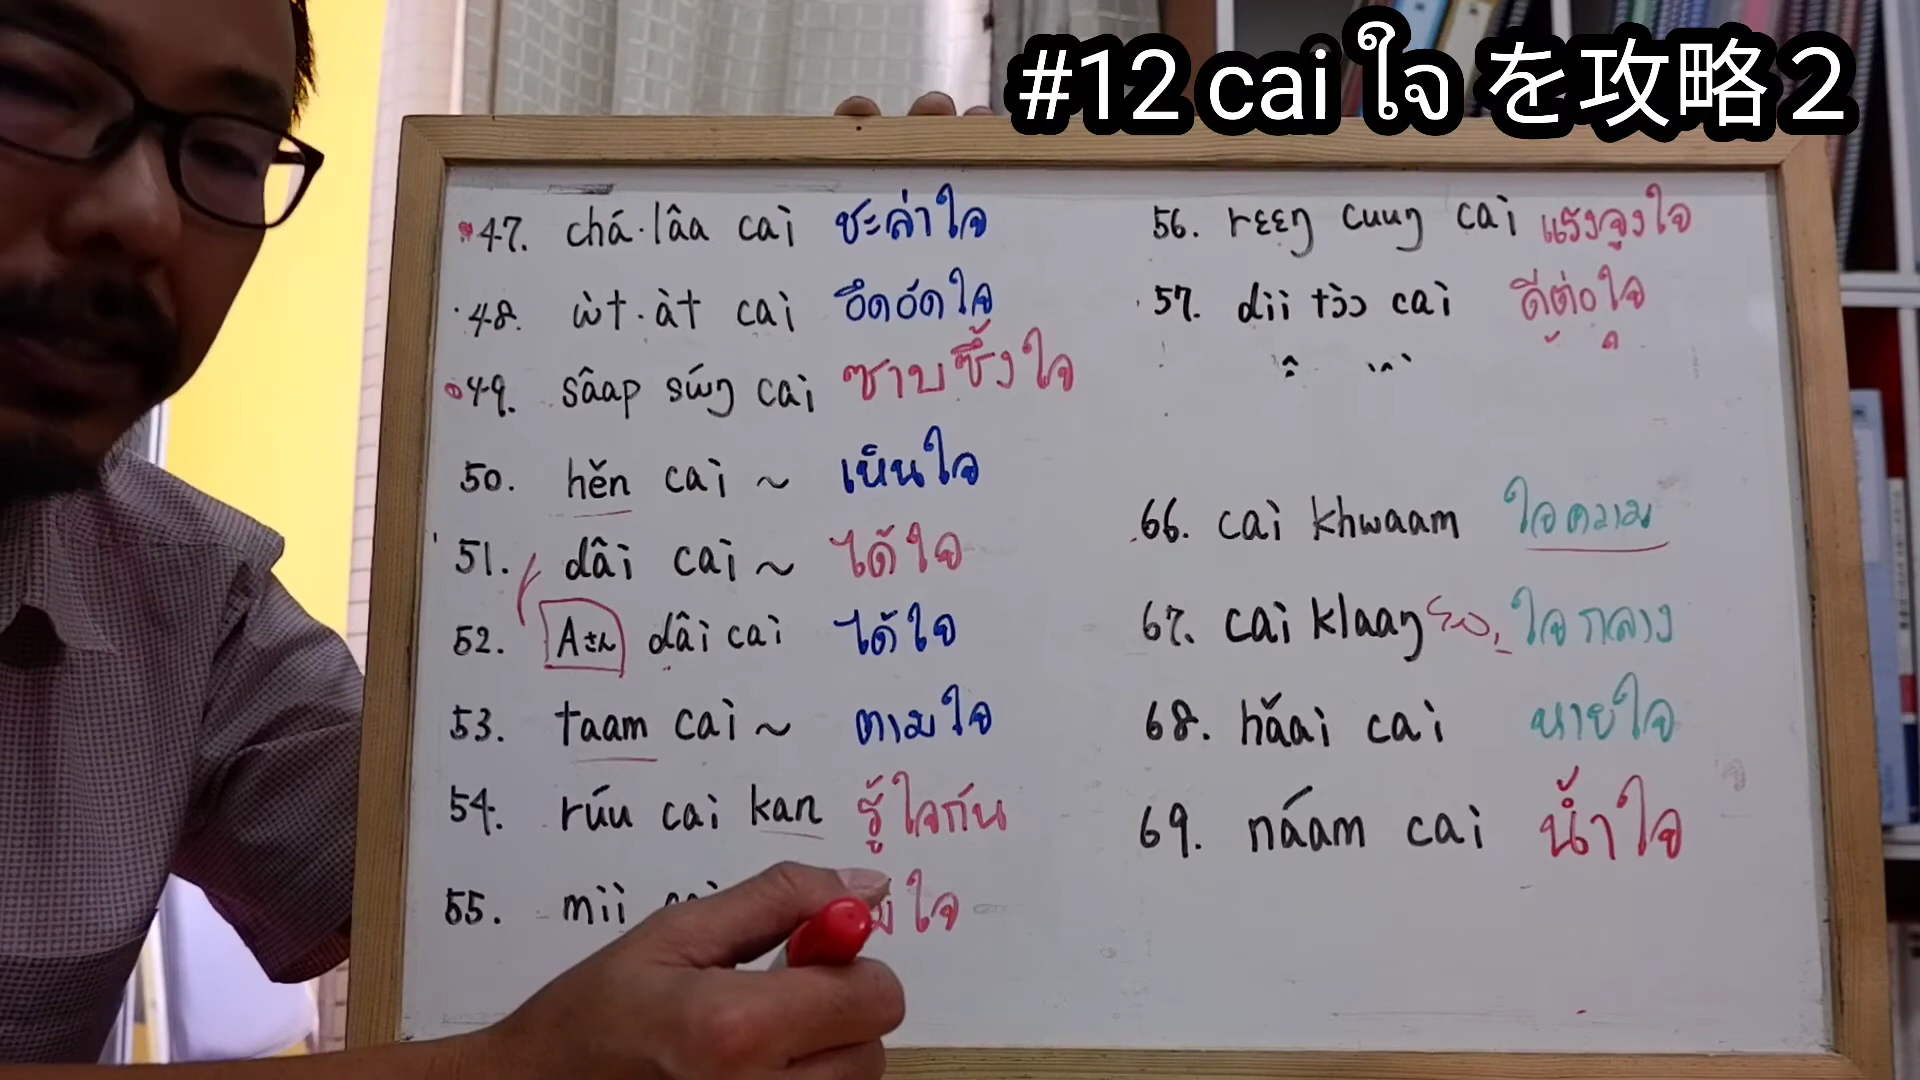 #12 cai ใจ を攻略2
47. chá·lâa cai ชะล่าใจ
48. ʉ̀t·àt cai อึดอัดใจ
49. sâap sʉ́ŋ cai ซาบซึ้งใจ
50. hěn cai ~ เห็นใจ
51. dâi cai ~ ได้ใจ
52. Aさん dâi cai ได้ใจ
53. taam cai ~ ตามใจ
54. rúu cai kan รู้ใจกัน
55. mii ใจ
56. rɛɛŋ cuuŋ cai แรงจูงใจ
57. dii tɔ̀ɔ cai ดีต่อใจ
66. cai khwaam ใจความ
67. cai klaaŋ ใจกลาง
68. hǎai cai หายใจ
69. náam cai น้ำใจ